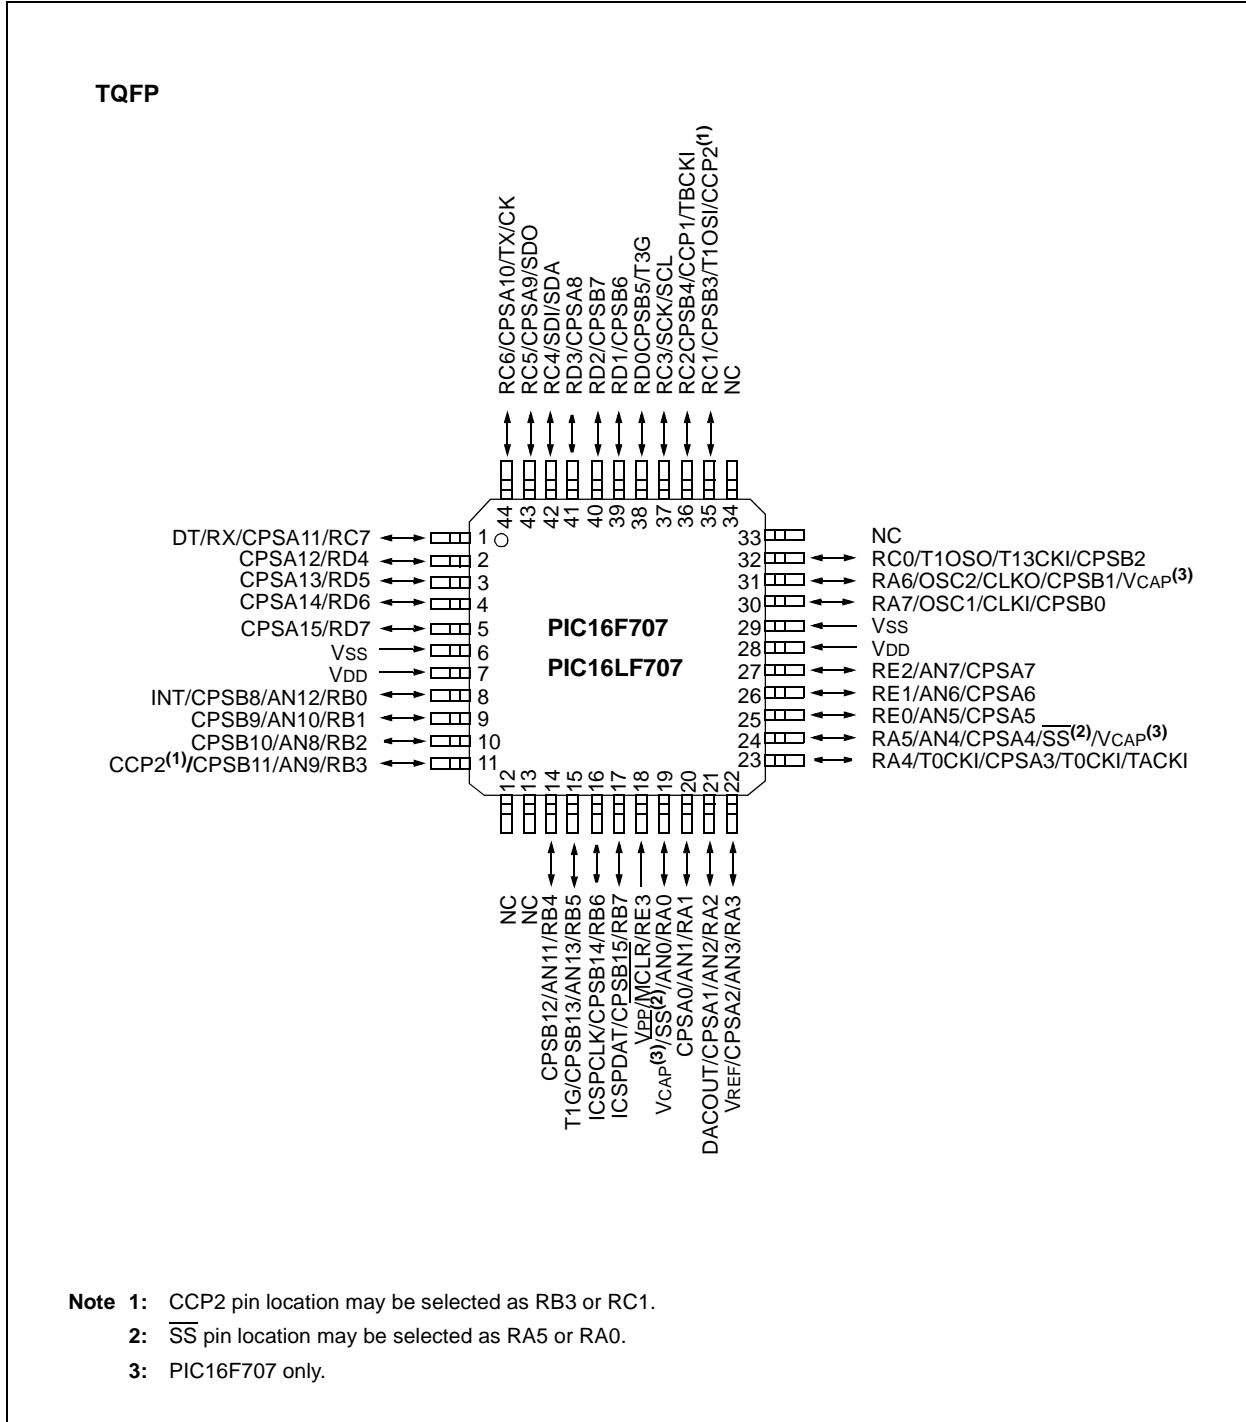 TQFP
RC6/CPSA10/TX/CK
RC5/CPSA9/SDO
RC4/SDI/SDA
RD3/CPSA8
RD2/CPSB7
RD1/CPSB6
RD0CPSB5/T3G
RC3/SCK/SCL
RC2CPSB4/CCP1/TBCKI
RC1/CPSB3/T1OSI/CCP2(1)
NC
44
43
42
41
40
39
38
37
36
35
34
DT/RX/CPSA11/RC7 1
CPSA12/RD4 2
CPSA13/RD5 3
CPSA14/RD6 4
CPSA15/RD7 5
VSS 6
VDD 7
INT/CPSB8/AN12/RB0 8
CPSB9/AN10/RB1 9
CPSB10/AN8/RB2 10
CCP2(1)/CPSB11/AN9/RB3 11
PIC16F707
PIC16LF707
33 NC
32 RC0/T1OSO/T13CKI/CPSB2
31 RA6/OSC2/CLKO/CPSB1/VCAP(3)
30 RA7/OSC1/CLKI/CPSB0
29 VSS
28 VDD
27 RE2/AN7/CPSA7
26 RE1/AN6/CPSA6
25 RE0/AN5/CPSA5
24 RA5/AN4/CPSA4/SS(2)/VCAP(3)
23 RA4/T0CKI/CPSA3/T0CKI/TACKI
12
13
14
15
16
17
18
19
20
21
22
NC
NC
CPSB12/AN11/RB4
T1G/CPSB13/AN13/RB5
ICSPCLK/CPSB14/RB6
ICSPDAT/CPSB15/RB7
VPP/MCLR/RE3
VCAP(3)/SS(2)/AN0/RA0
CPSA0/AN1/RA1
DACOUT/CPSA1/AN2/RA2
VREF/CPSA2/AN3/RA3
Note 1: CCP2 pin location may be selected as RB3 or RC1.
2: SS pin location may be selected as RA5 or RA0.
3: PIC16F707 only.